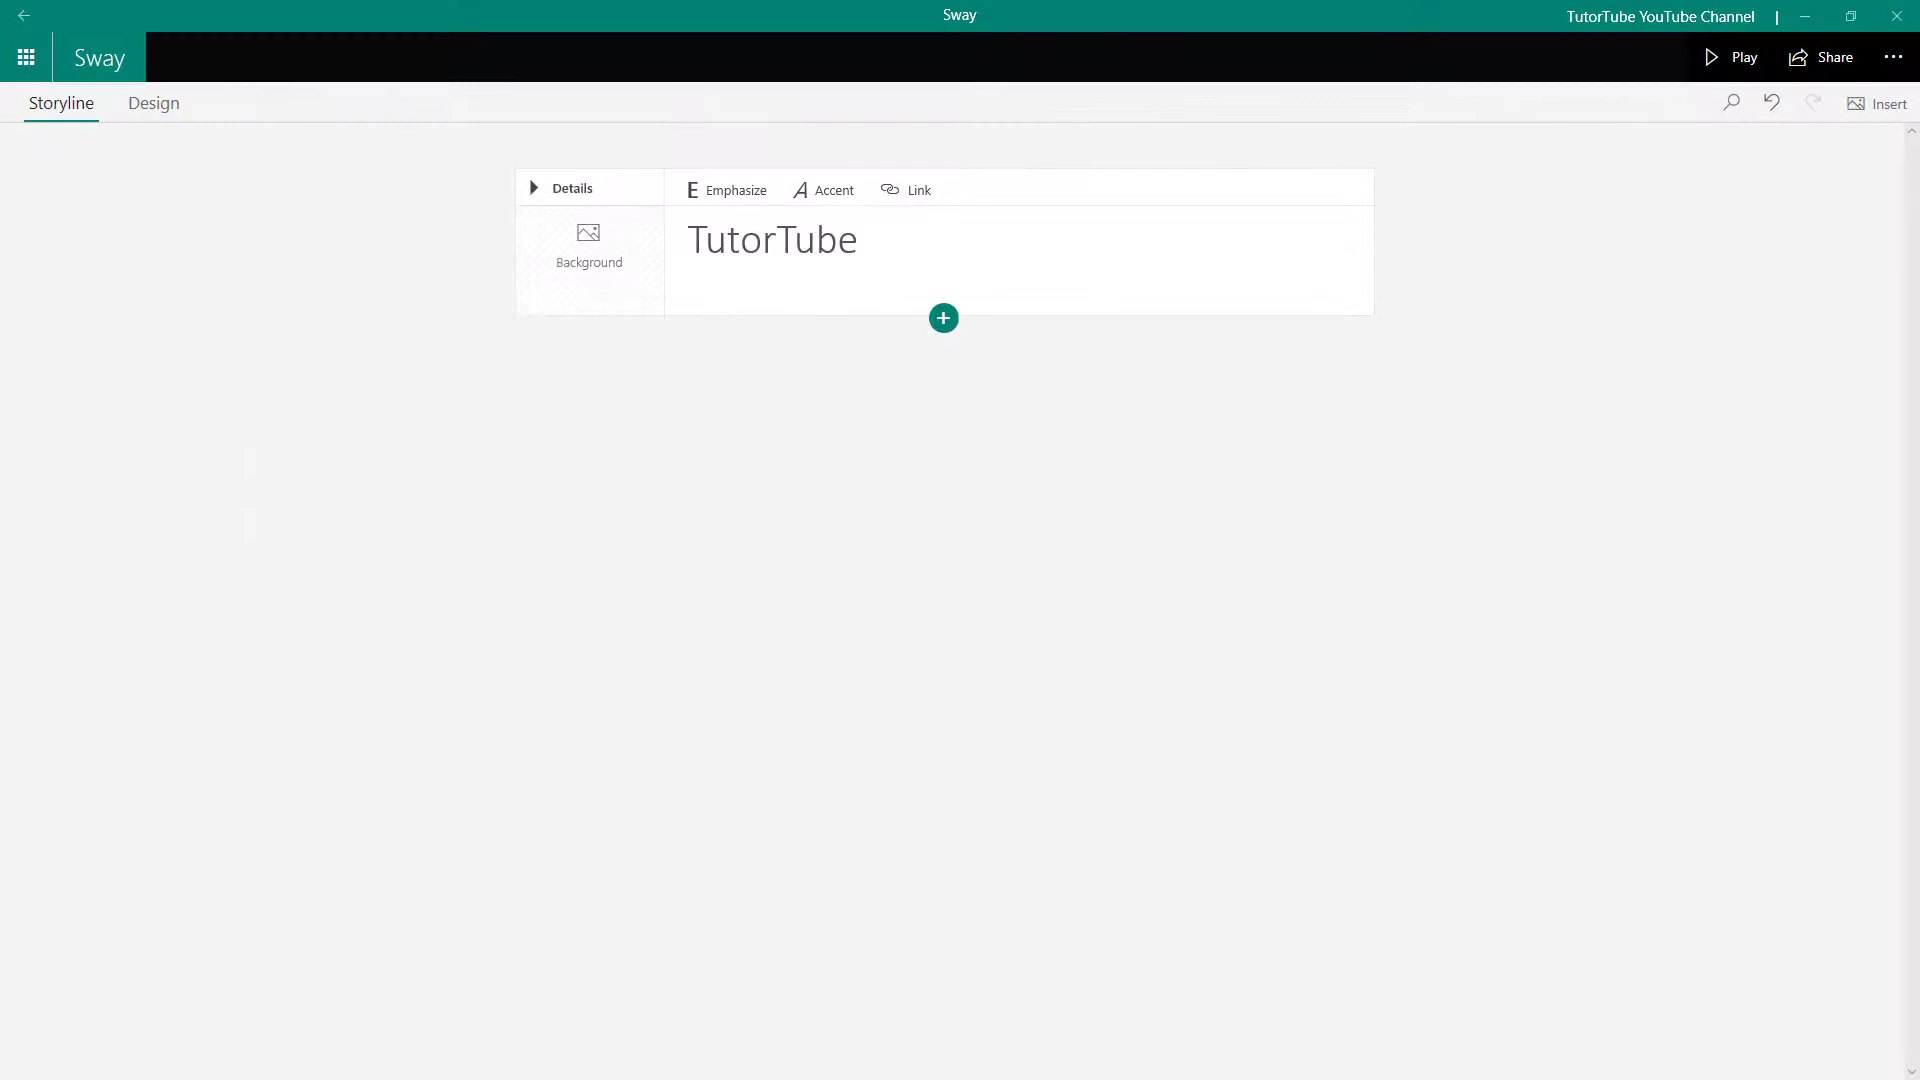 Sway
TutorTube YouTube Channel |
Sway
Play
Share
Storyline
Design
Insert
Details
E Emphasize
A Accent
Link
Background
TutorTube